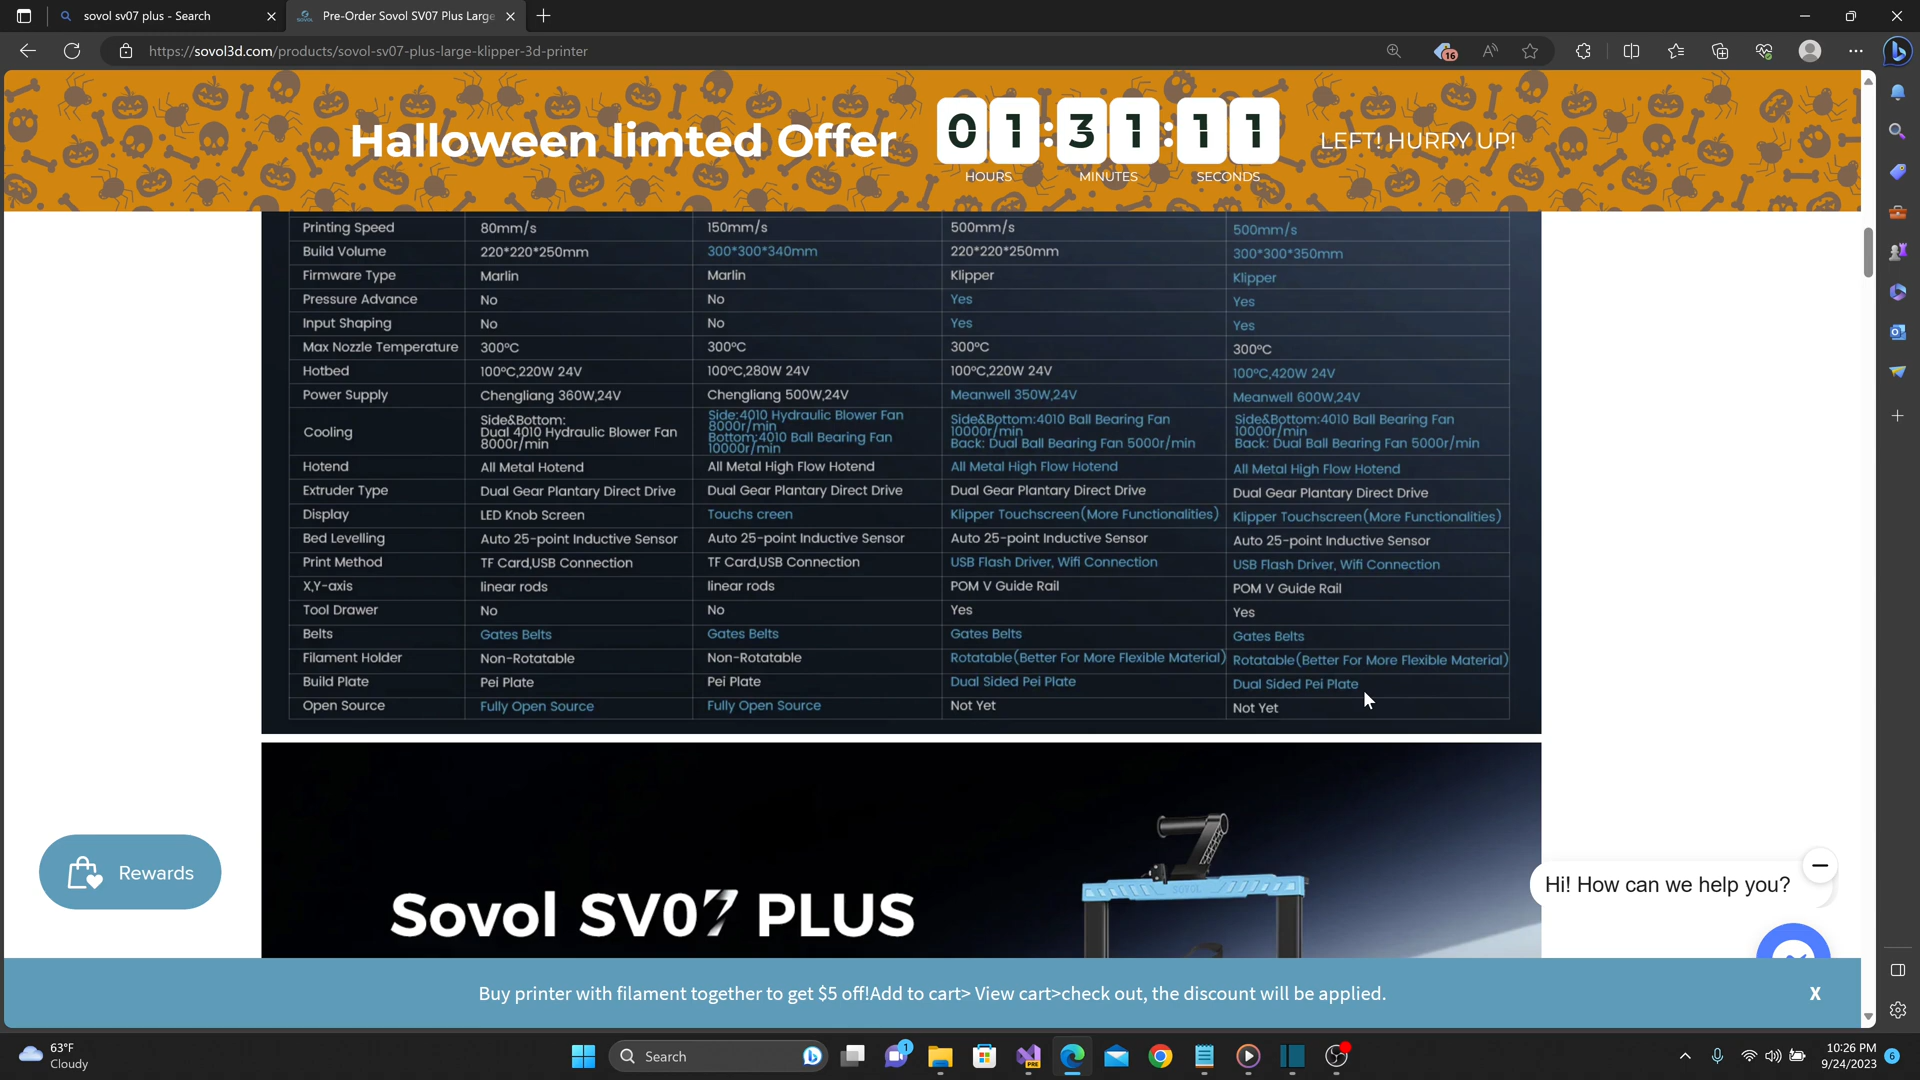 sovol sv07 plus - Search
Pre-Order Sovol SV07 Plus Large
https://sovol3d.com/products/sovol-sv07-plus-large-klipper-3d-printer
16
Halloween limted Offer
01:31:11
LEFT! HURRY UP!
HOURS MINUTES SECONDS
Printing Speed 80mm/s 150mm/s 500mm/s 500mm/s
Build Volume 220*220*250mm 300*300*340mm 220*220*250mm 300*300*350mm
Firmware Type Marlin Marlin Klipper Klipper
Pressure Advance No No Yes Yes
Input Shaping No No Yes Yes
Max Nozzle Temperature 300°C 300°C 300°C 300°C
Hotbed 100°C,220W 24V 100°C,280W 24V 100°C,220W 24V 100°C,420W 24V
Power Supply Chengliang 360W,24V Chengliang 500W,24V Meanwell 350W,24V Meanwell 600W,24V
Cooling
Side&Bottom:
Dual 4010 Hydraulic Blower Fan
8000r/min
Side:4010 Hydraulic Blower Fan
8000r/min
Bottom:4010 Ball Bearing Fan
10000r/min
Side&Bottom:4010 Ball Bearing Fan
10000r/min
Back: Dual Ball Bearing Fan 5000r/min
Side&Bottom:4010 Ball Bearing Fan
10000r/min
Back: Dual Ball Bearing Fan 5000r/min
Hotend All Metal Hotend All Metal High Flow Hotend All Metal High Flow Hotend All Metal High Flow Hotend
Extruder Type Dual Gear Plantary Direct Drive Dual Gear Plantary Direct Drive Dual Gear Plantary Direct Drive Dual Gear Plantary Direct Drive
Display LED Knob Screen Touchs creen Klipper Touchscreen(More Functionalities) Klipper Touchscreen(More Functionalities)
Bed Levelling Auto 25-point Inductive Sensor Auto 25-point Inductive Sensor Auto 25-point Inductive Sensor Auto 25-point Inductive Sensor
Print Method TF Card,USB Connection TF Card,USB Connection USB Flash Driver, Wifi Connection USB Flash Driver, Wifi Connection
X,Y-axis linear rods linear rods POM V Guide Rail POM V Guide Rail
Tool Drawer No No Yes Yes
Belts Gates Belts Gates Belts Gates Belts Gates Belts
Filament Holder Non-Rotatable Non-Rotatable Rotatable(Better For More Flexible Material) Rotatable(Better For More Flexible Material)
Build Plate Pei Plate Pei Plate Dual Sided Pei Plate Dual Sided Pei Plate
Open Source Fully Open Source Fully Open Source Not Yet Not Yet
Sovol SV07 PLUS
SOVOL
Rewards
Hi! How can we help you?
Buy printer with filament together to get $5 off!Add to cart> View cart>check out, the discount will be applied.
X
63°F
Cloudy
Search
1
PRE
10:26 PM
9/24/2023
6